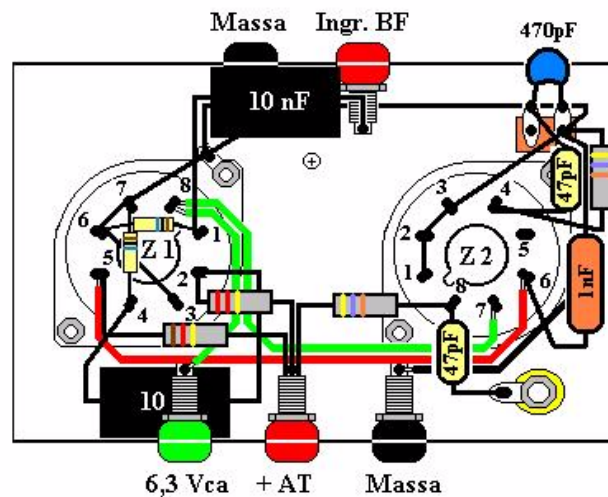 Massa Ingr. BF
470pF
10 nF
47pF
7 8
6 1
Z 1
5 2
4 3
3 4
2 5
Z 2
1 6
8 7
1nF
47pF
10
6,3 Vca + AT Massa